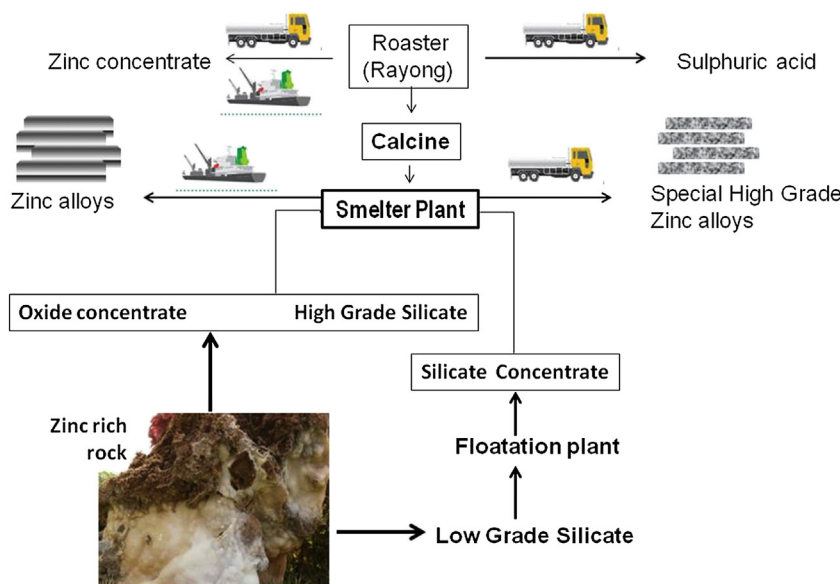 Zinc concentrate
Roaster
(Rayong)
Sulphuric acid
Calcine
Zinc alloys
Smelter Plant
Special High Grade
Zinc alloys
Oxide concentrate
High Grade Silicate
Silicate Concentrate
Zinc rich
rock
Floatation plant
Low Grade Silicate